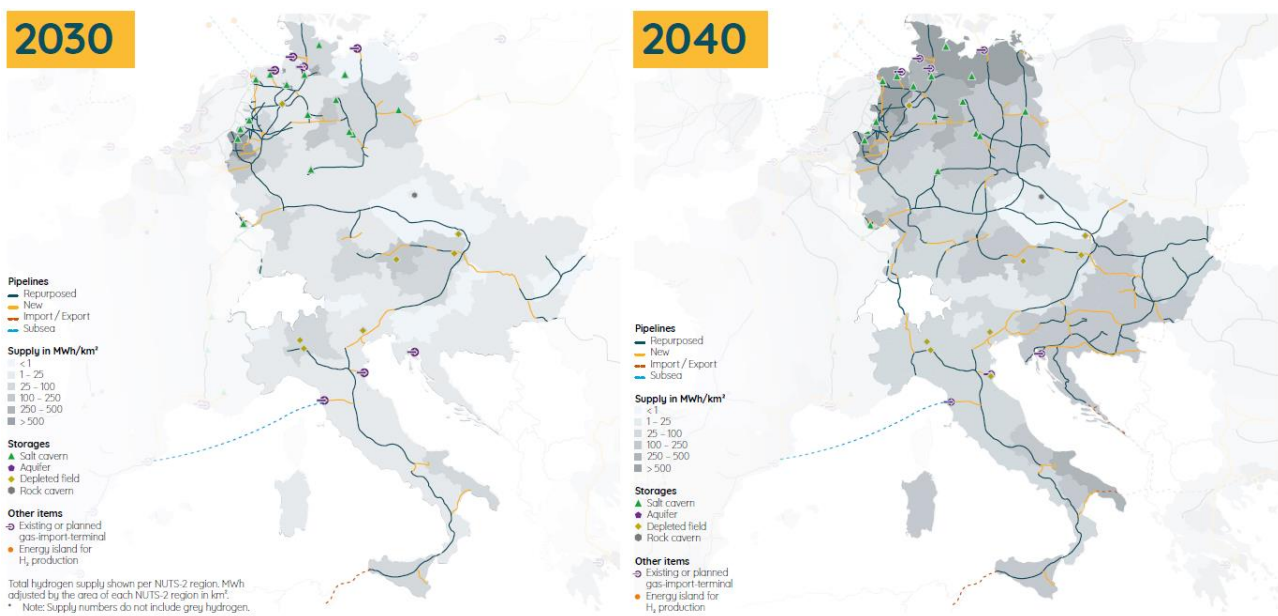 2030
Pipelines
Repurposed
New
Import / Export
Subsea
Supply in MWh/km²
< 1
1 – 25
25 – 100
100 – 250
250 – 500
> 500
Storages
Salt cavern
Aquifer
Depleted field
Rock cavern
Other items
Existing or planned
gas-import-terminal
Energy island for
H₂ production
Total hydrogen supply shown per NUTS-2 region. MWh
adjusted by the area of each NUTS-2 region in km².
* Note: Supply numbers do not include grey hydrogen.
2040
Pipelines
Repurposed
New
Import / Export
Subsea
Supply in MWh/km²
< 1
1 – 25
25 – 100
100 – 250
250 – 500
> 500
Storages
Salt cavern
Aquifer
Depleted field
Rock cavern
Other items
Existing or planned
gas-import-terminal
Energy island for
H₂ production